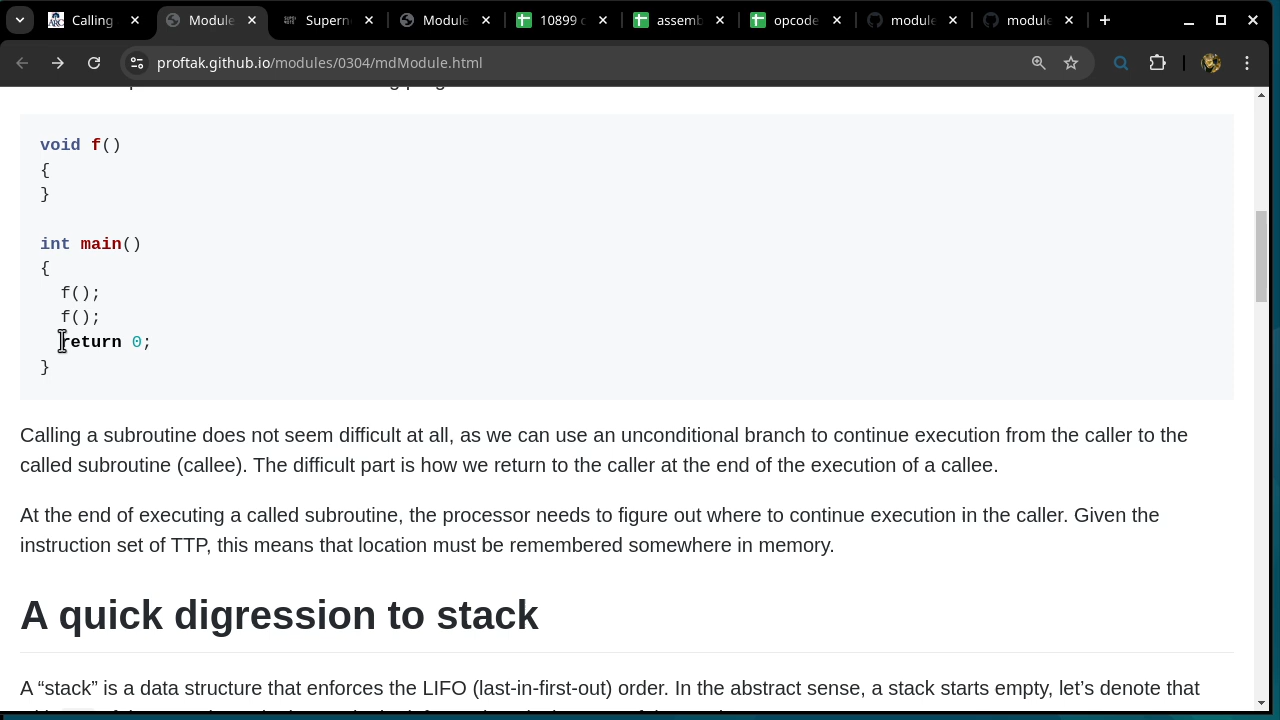 Calling
Module
Supern
Module
10899 c
assemb
opcode
module
module
proftak.github.io/modules/0304/mdModule.html
void f()
{
}
int main()
{
f();
f();
return 0;
}
Calling a subroutine does not seem difficult at all, as we can use an unconditional branch to continue execution from the caller to the
called subroutine (callee). The difficult part is how we return to the caller at the end of the execution of a callee.
At the end of executing a called subroutine, the processor needs to figure out where to continue execution in the caller. Given the
instruction set of TTP, this means that location must be remembered somewhere in memory.
A quick digression to stack
A “stack” is a data structure that enforces the LIFO (last-in-first-out) order. In the abstract sense, a stack starts empty, let’s denote that